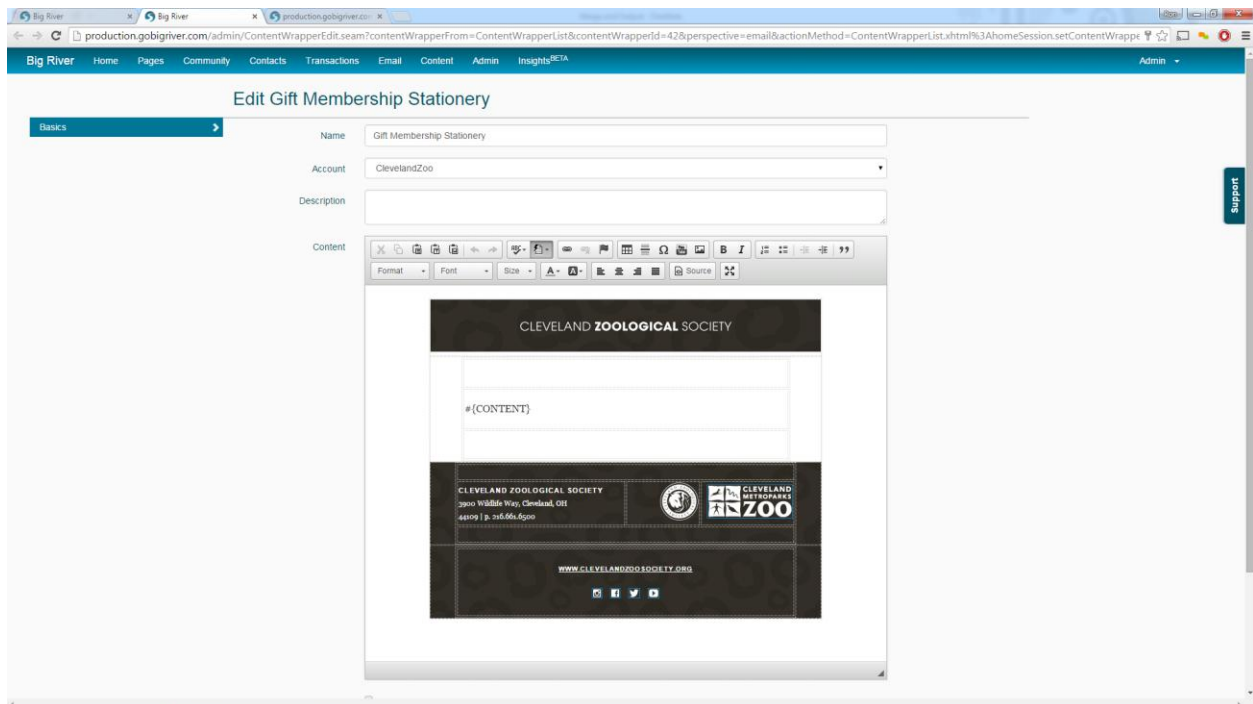 Big River
Big River
production.gobigriver.co
production.gobigriver.com/admin/ContentWrapperEdit.seam?contentWrapperFrom=ContentWrapperList&contentWrapperId=42&perspective=email&actionMethod=ContentWrapperList.xhtml%3AhomeSession.setContentWrappe
Big River Home Pages Community Contacts Transactions Email Content Admin InsightsBETA Admin
Edit Gift Membership Stationery
Basics
Name Gift Membership Stationery
Account ClevelandZoo
Support
Description
Content
B I
Format Font Size A A Source
CLEVELAND ZOOLOGICAL SOCIETY
#{CONTENT}
CLEVELAND ZOOLOGICAL SOCIETY
3900 Wildlife Way, Cleveland, OH
44109 | p. 216.661.6500
CLEVELAND
METROPARKS
ZOO
WWW.CLEVELANDZOOSOCIETY.ORG